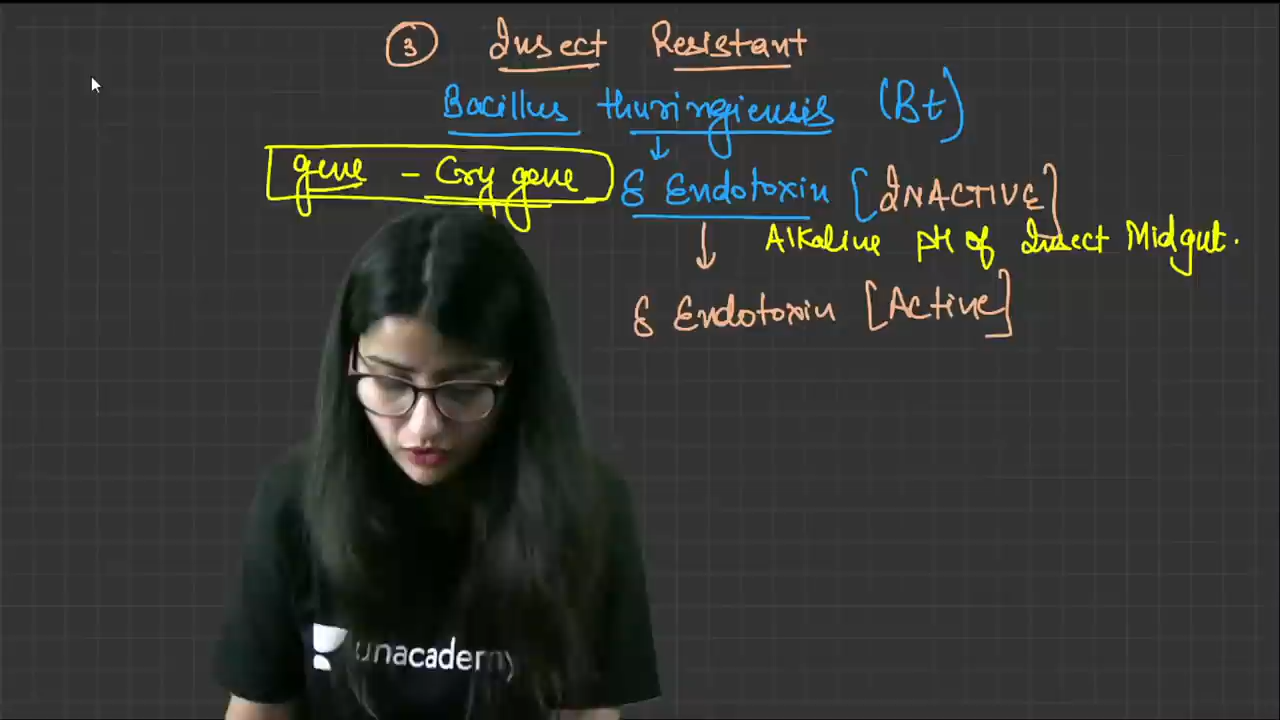 ③ Insect Resistant
Bacillus thuringiensis (Bt)
↓
gene - Cry gene
δ Endotoxin [INACTIVE]
↓ Alkaline pH of Insect Midgut.
δ Endotoxin [Active]
unacademy